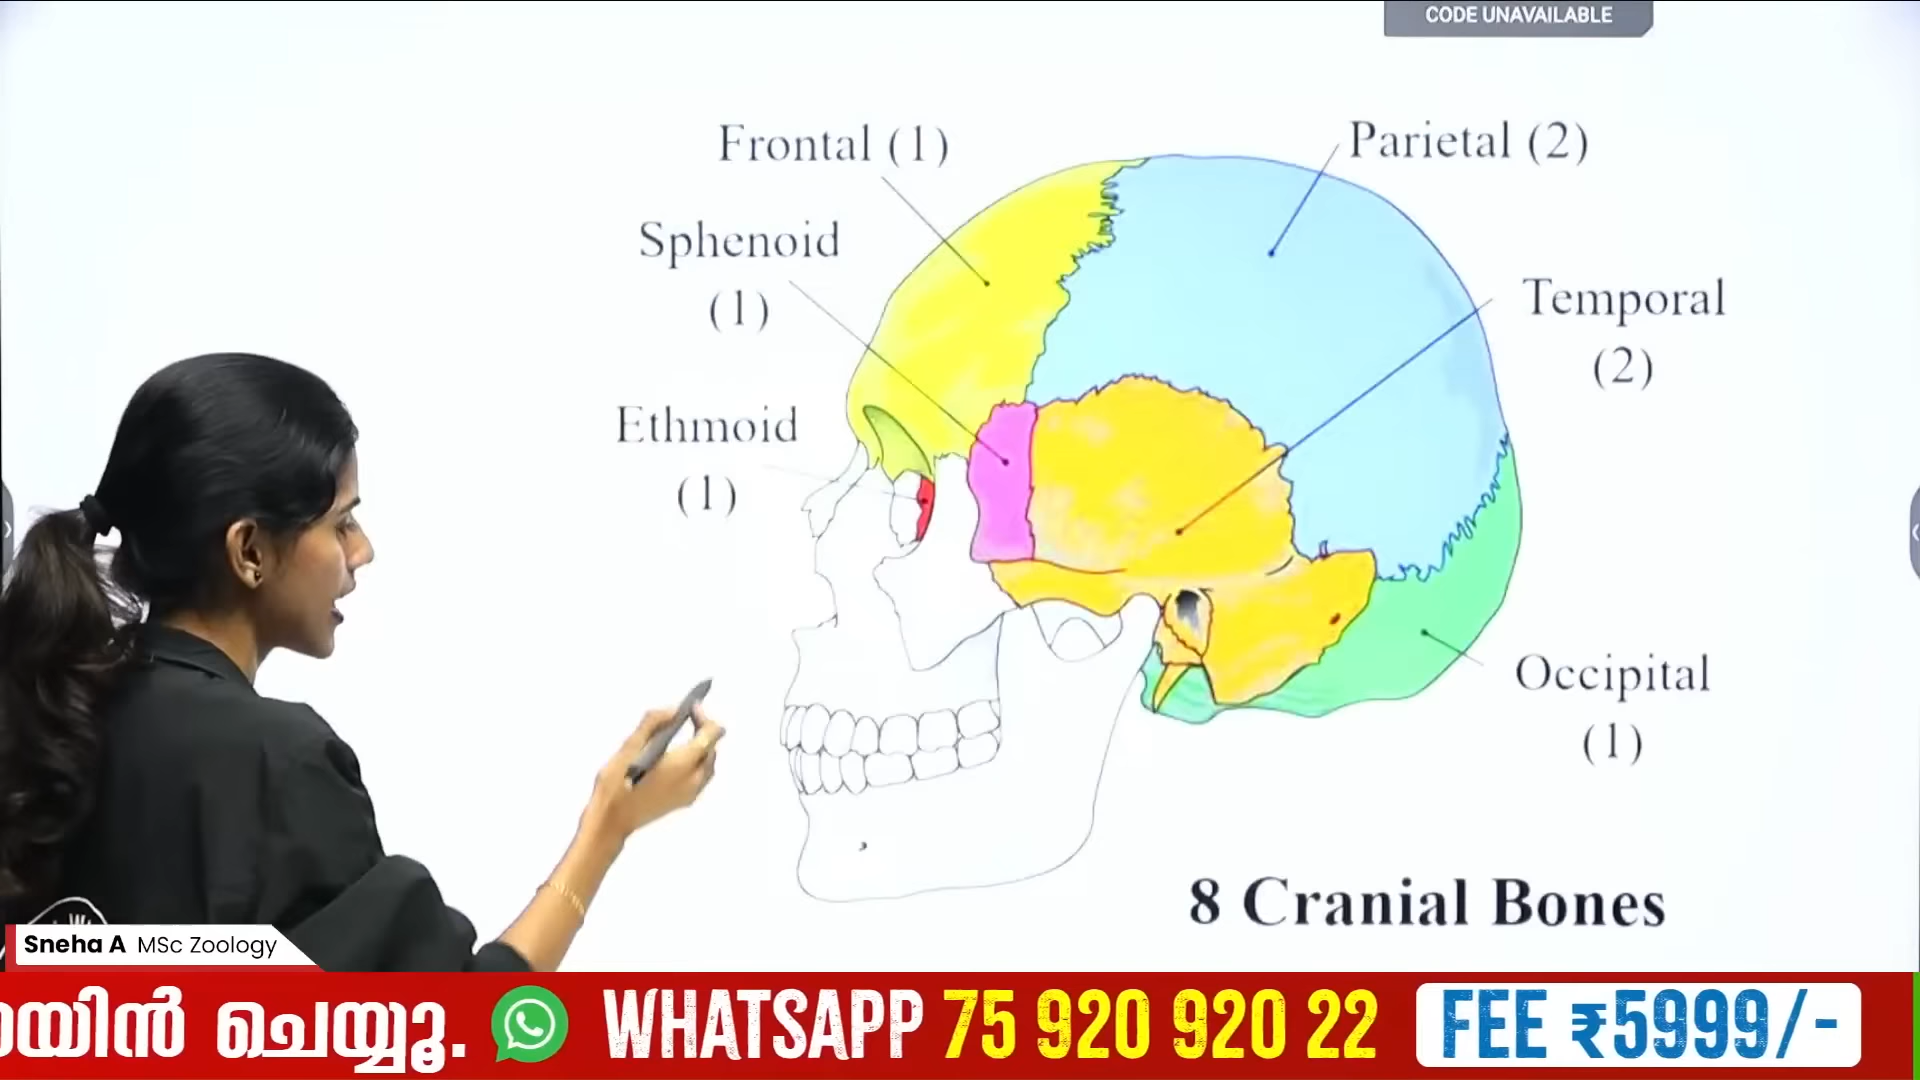 CODE UNAVAILABLE
Frontal (1)
Parietal (2)
Sphenoid
(1)
Temporal
(2)
Ethmoid
(1)
Occipital
(1)
8 Cranial Bones
Sneha A MSc Zoology
ചെയ്യൂ. WHATSAPP 75 920 920 22 FEE ₹5999/-